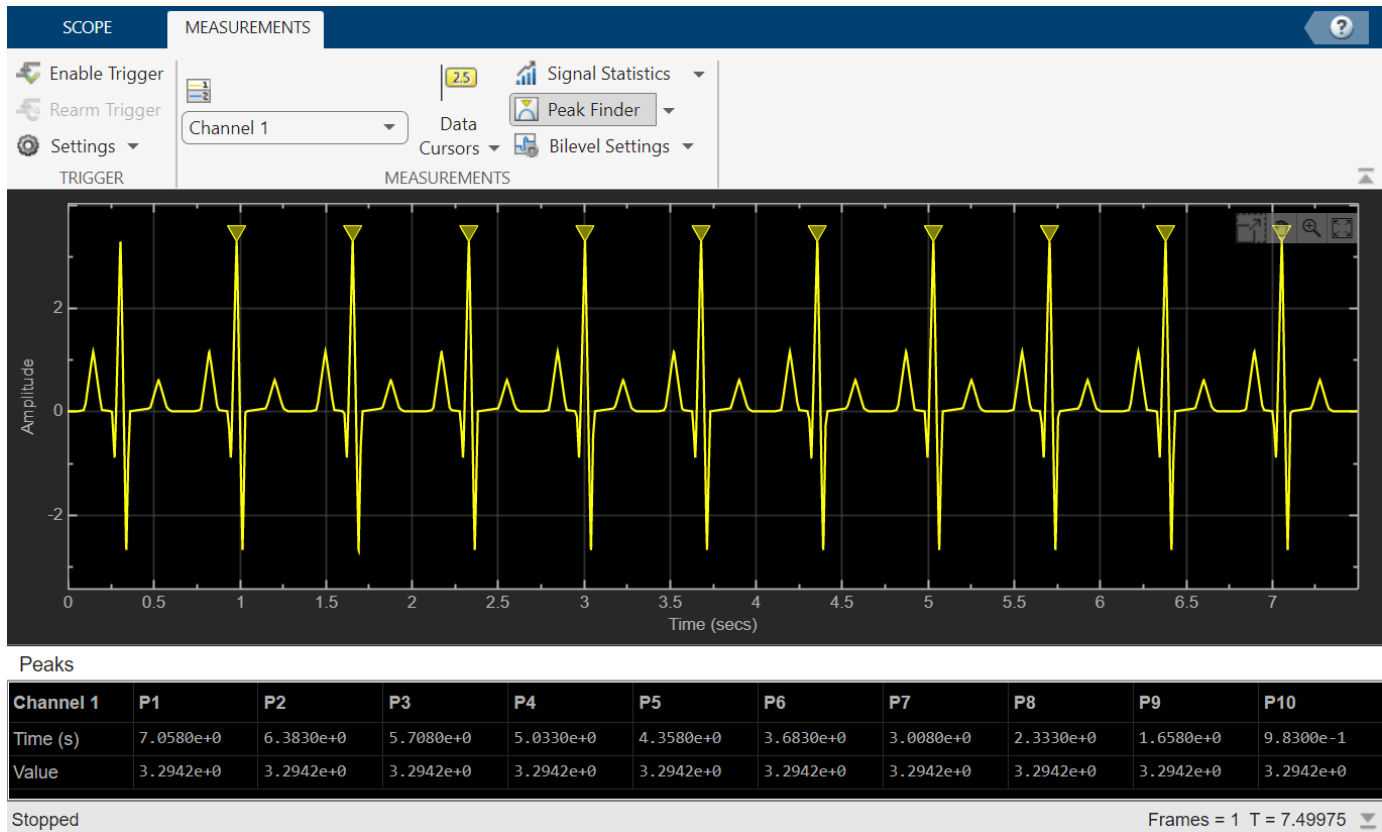 SCOPE MEASUREMENTS ?
Enable Trigger
Rearm Trigger
Settings
TRIGGER
1
2
Channel 1
2.5
Data
Cursors
Signal Statistics
Peak Finder
Bilevel Settings
MEASUREMENTS
Amplitude
2
0
-2
0 0.5 1 1.5 2 2.5 3 3.5 4 4.5 5 5.5 6 6.5 7
Time (secs)
Peaks
Channel 1 P1 P2 P3 P4 P5 P6 P7 P8 P9 P10
Time (s) 7.0580e+0 6.3830e+0 5.7080e+0 5.0330e+0 4.3580e+0 3.6830e+0 3.0080e+0 2.3330e+0 1.6580e+0 9.8300e-1
Value 3.2942e+0 3.2942e+0 3.2942e+0 3.2942e+0 3.2942e+0 3.2942e+0 3.2942e+0 3.2942e+0 3.2942e+0 3.2942e+0
Stopped Frames = 1 T = 7.49975